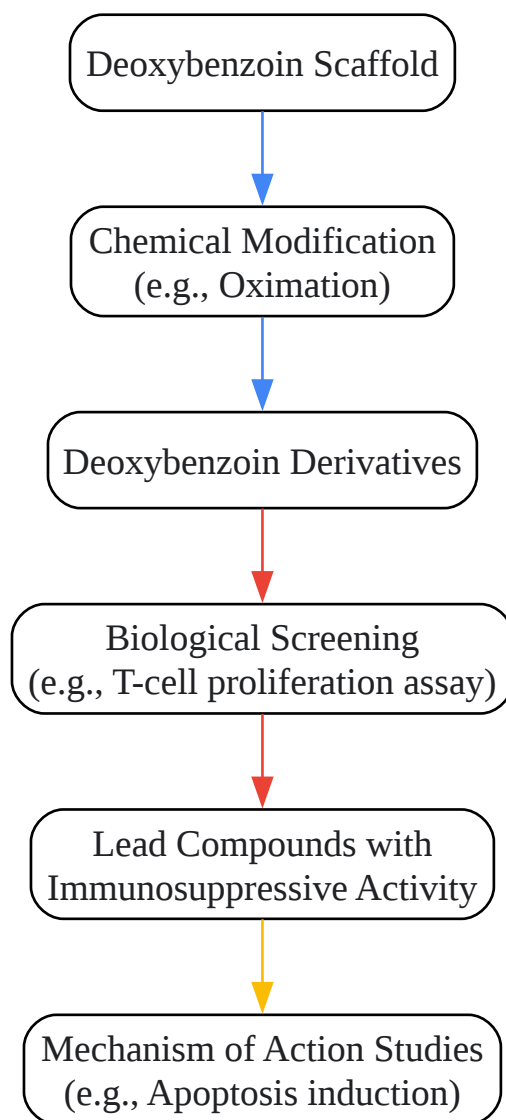 Deoxybenzoin Scaffold
Chemical Modification
(e.g., Oximation)
Deoxybenzoin Derivatives
Biological Screening
(e.g., T-cell proliferation assay)
Lead Compounds with
Immunosuppressive Activity
Mechanism of Action Studies
(e.g., Apoptosis induction)